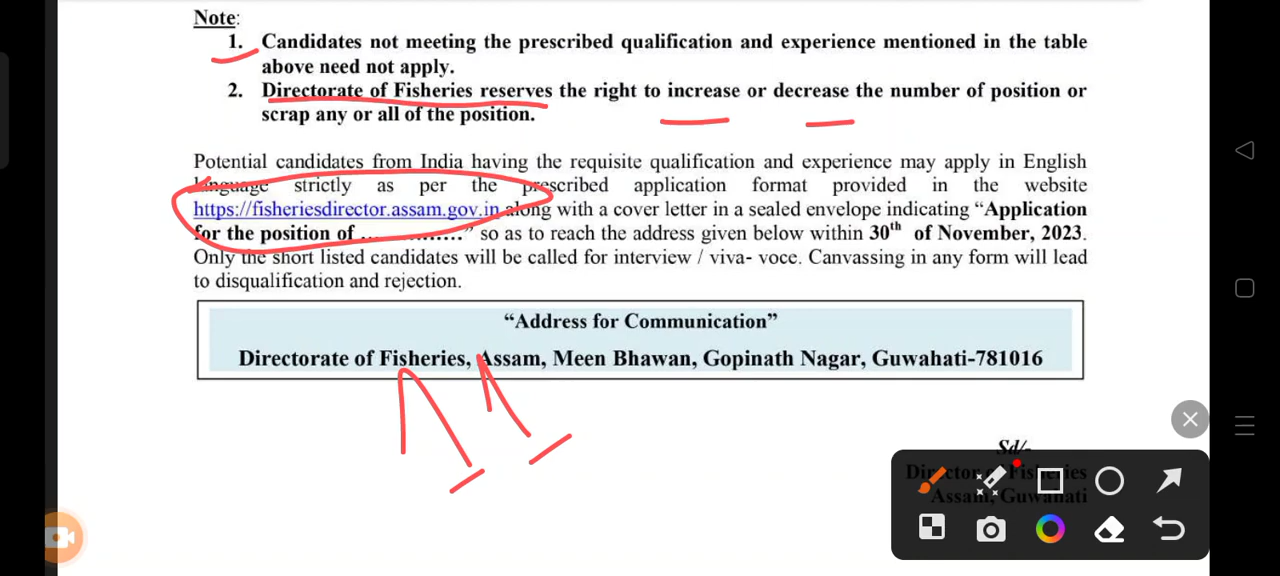 Note:
1. Candidates not meeting the prescribed qualification and experience mentioned in the table
above need not apply.
2. Directorate of Fisheries reserves the right to increase or decrease the number of position or
scrap any or all of the position.
Potential candidates from India having the requisite qualification and experience may apply in English
language strictly as per the prescribed application format provided in the website
https://fisheriesdirector.assam.gov.in along with a cover letter in a sealed envelope indicating “Application
for the position of ……………” so as to reach the address given below within 30th of November, 2023.
Only the short listed candidates will be called for interview / viva- voce. Canvassing in any form will lead
to disqualification and rejection.
“Address for Communication”
Directorate of Fisheries, Assam, Meen Bhawan, Gopinath Nagar, Guwahati-781016
11
Sd/-
Director of Fisheries
Assam, Guwahati